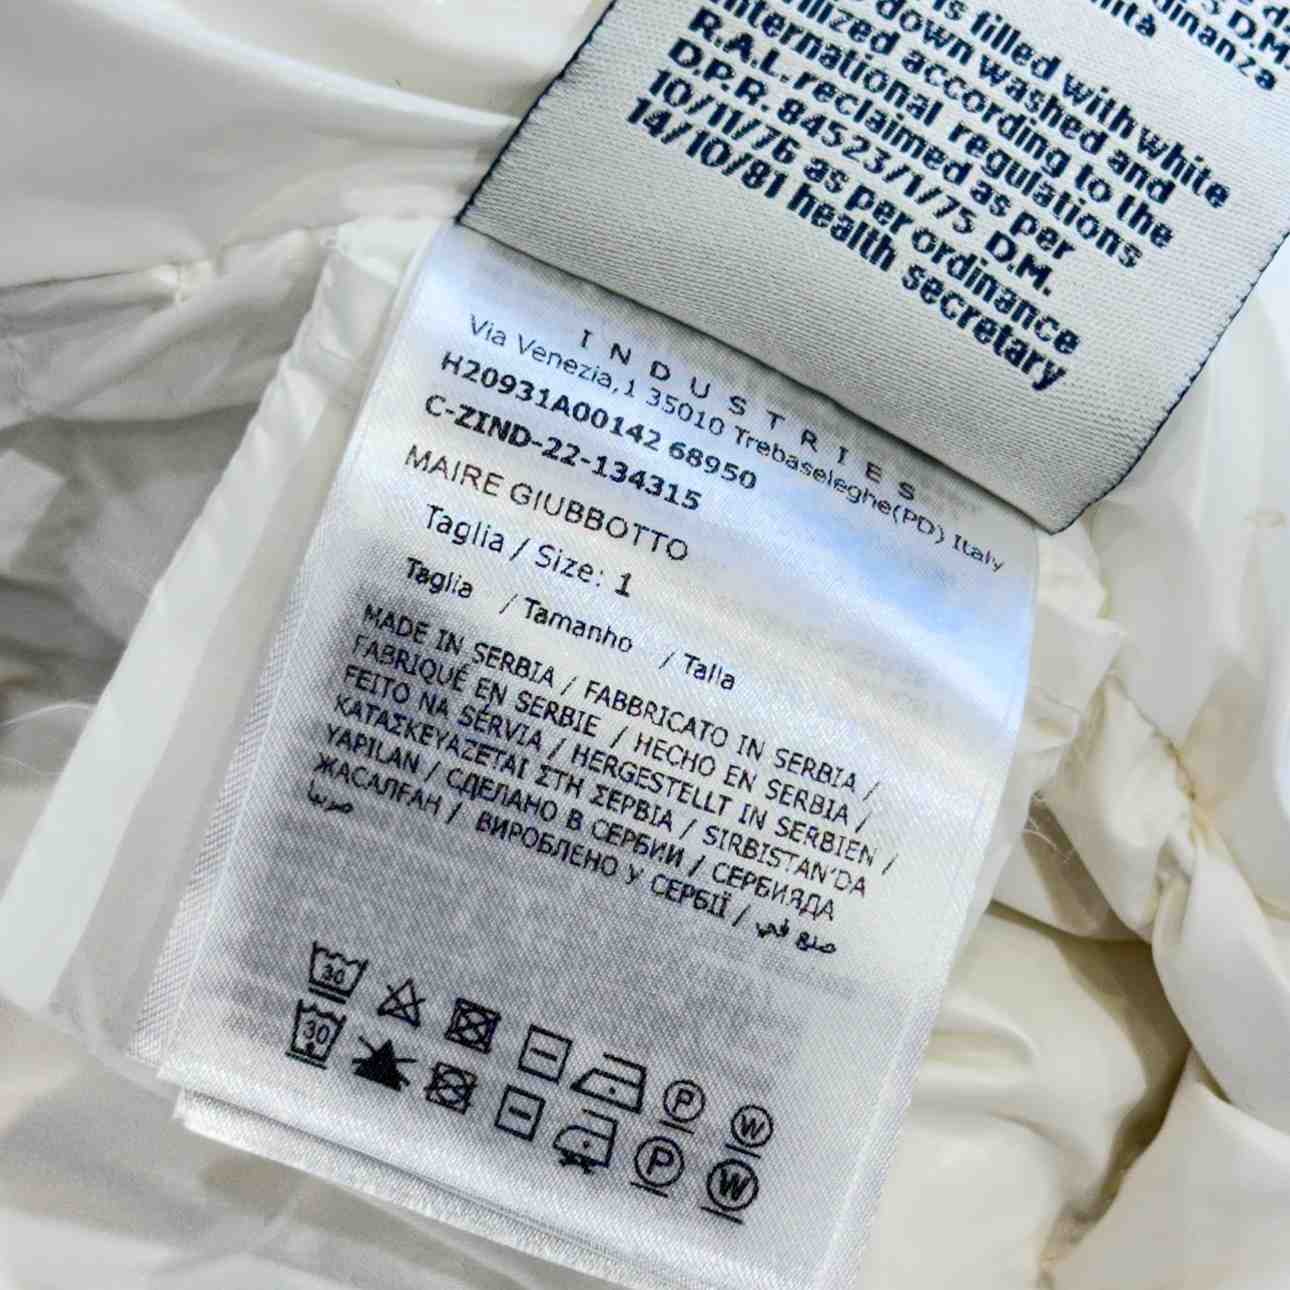 nità
dinanza
D.M.
is filled with white
down washed and
ilized according to the
international regulations
R.A.L. reclaimed as per
D.P.R. 84523/1/75 D.M.
10/11/76 as per ordinance
14/10/81 health secretary
INDUSTRIES
Via Venezia,1 35010 Trebaseleghe(PD) Italy
H20931A00142 68950
C-ZIND-22-134315
MAIRE GIUBBOTTO
Taglia / Size: 1
Taglia / Tamanho / Talla
MADE IN SERBIA / FABBRICATO IN SERBIA /
FABRIQUÉ EN SERBIE / HECHO EN SERBIA /
FEITO NA SÉRVIA / HERGESTELLT IN SERBIEN /
ΚΑΤΑΣΚΕΥΑΖΕΤΑΙ ΣΤΗ ΣΕΡΒΙΑ / SIRBISTAN'DA
YAPILAN / СДЕЛАНО В СЕРБИИ / СЕРБИЯДА
ЖАСАЛҒАН / ВИРОБЛЕНО У СЕРБІЇ / صنع في
صربيا
30
30
P
W
P
W